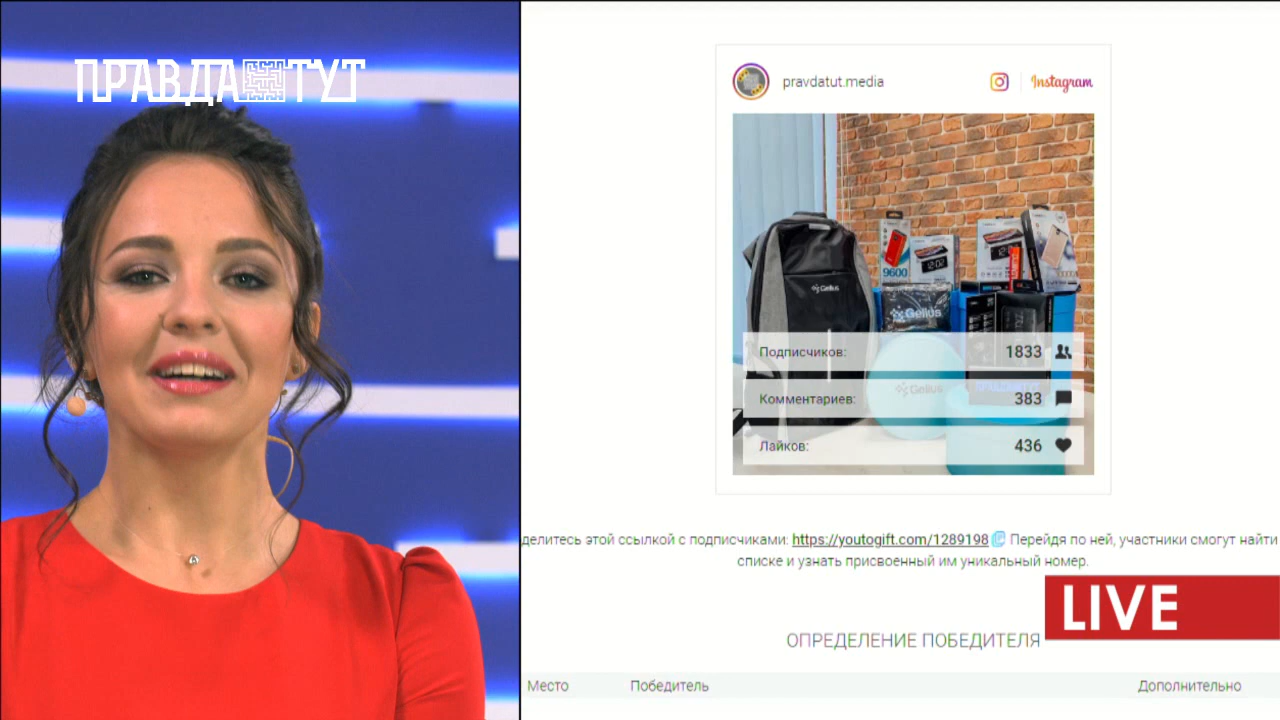 ПРАВДА ТУТ
pravdatut.media
Instagram
9600
Gelius
Gelius
Gelius
Подписчиков: 1833
Комментариев: 383
Лайков: 436
делитесь этой ссылкой с подписчиками: https://youtogift.com/1289198 Перейдя по ней, участники смогут найти
списке и узнать присвоенный им уникальный номер.
LIVE
ОПРЕДЕЛЕНИЕ ПОБЕДИТЕЛЯ
Место Победитель Дополнительно